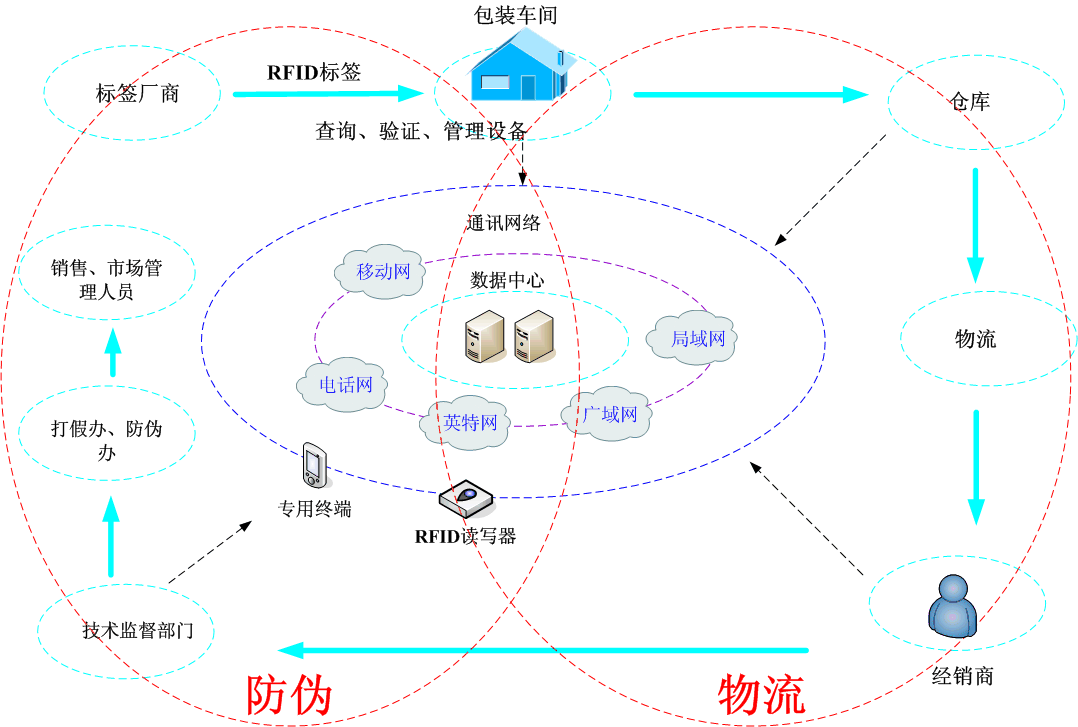 包装车间
标签厂商
RFID标签
仓库
查询、验证、管理设备
通讯网络
移动网
数据中心
销售、市场管
理人员
局域网
物流
电话网
英特网
广域网
打假办、防伪
办
专用终端
RFID读写器
技术监督部门
经销商
防伪
物流